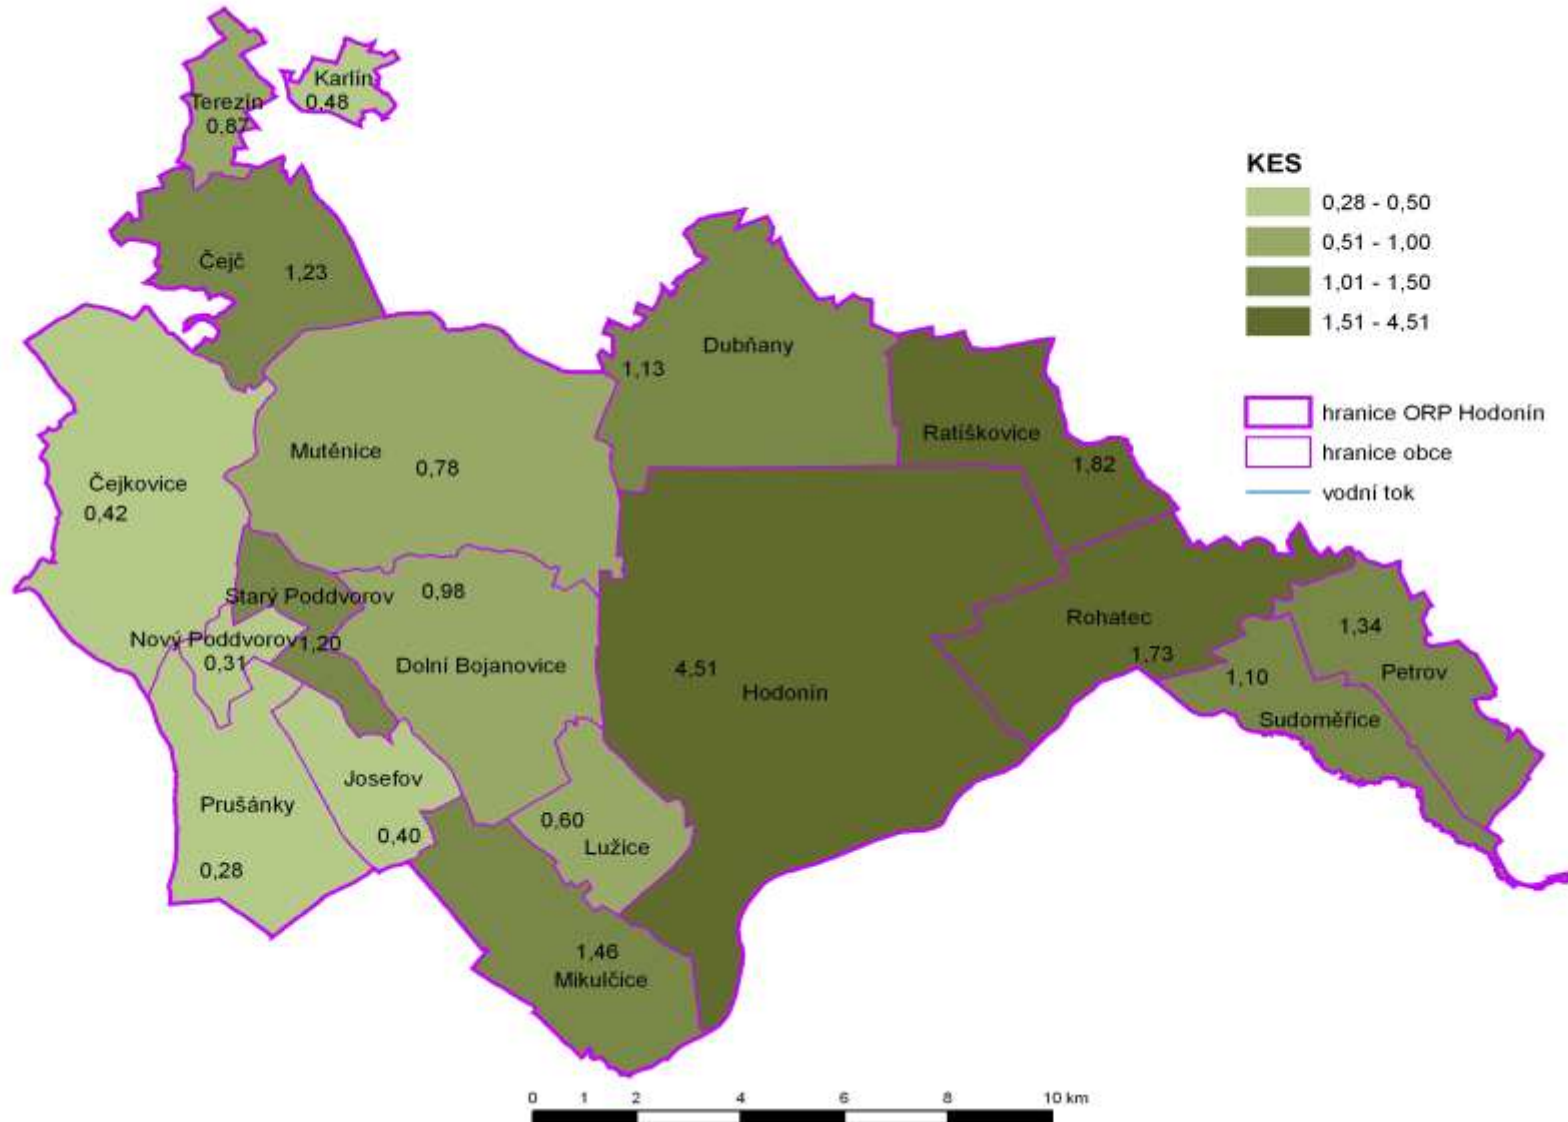 Karlín
0,48
Terezín
0,87
KES
0,28 - 0,50
0,51 - 1,00
1,01 - 1,50
1,51 - 4,51
Čejč
1,23
Dubňany
1,13
hranice ORP Hodonín
hranice obce
vodní tok
Ratíškovice
1,82
Mutěnice
0,78
Čejkovice
0,42
Starý Poddvorov
1,20
0,98
Dolní Bojanovice
Nový Poddvorov
0,31
Rohatec
1,73
1,34
Petrov
1,10
Sudoměřice
4,51
Hodonín
Josefov
0,40
Prušánky
0,28
0,60
Lužice
1,46
Mikulčice
0 1 2 4 6 8 10 km